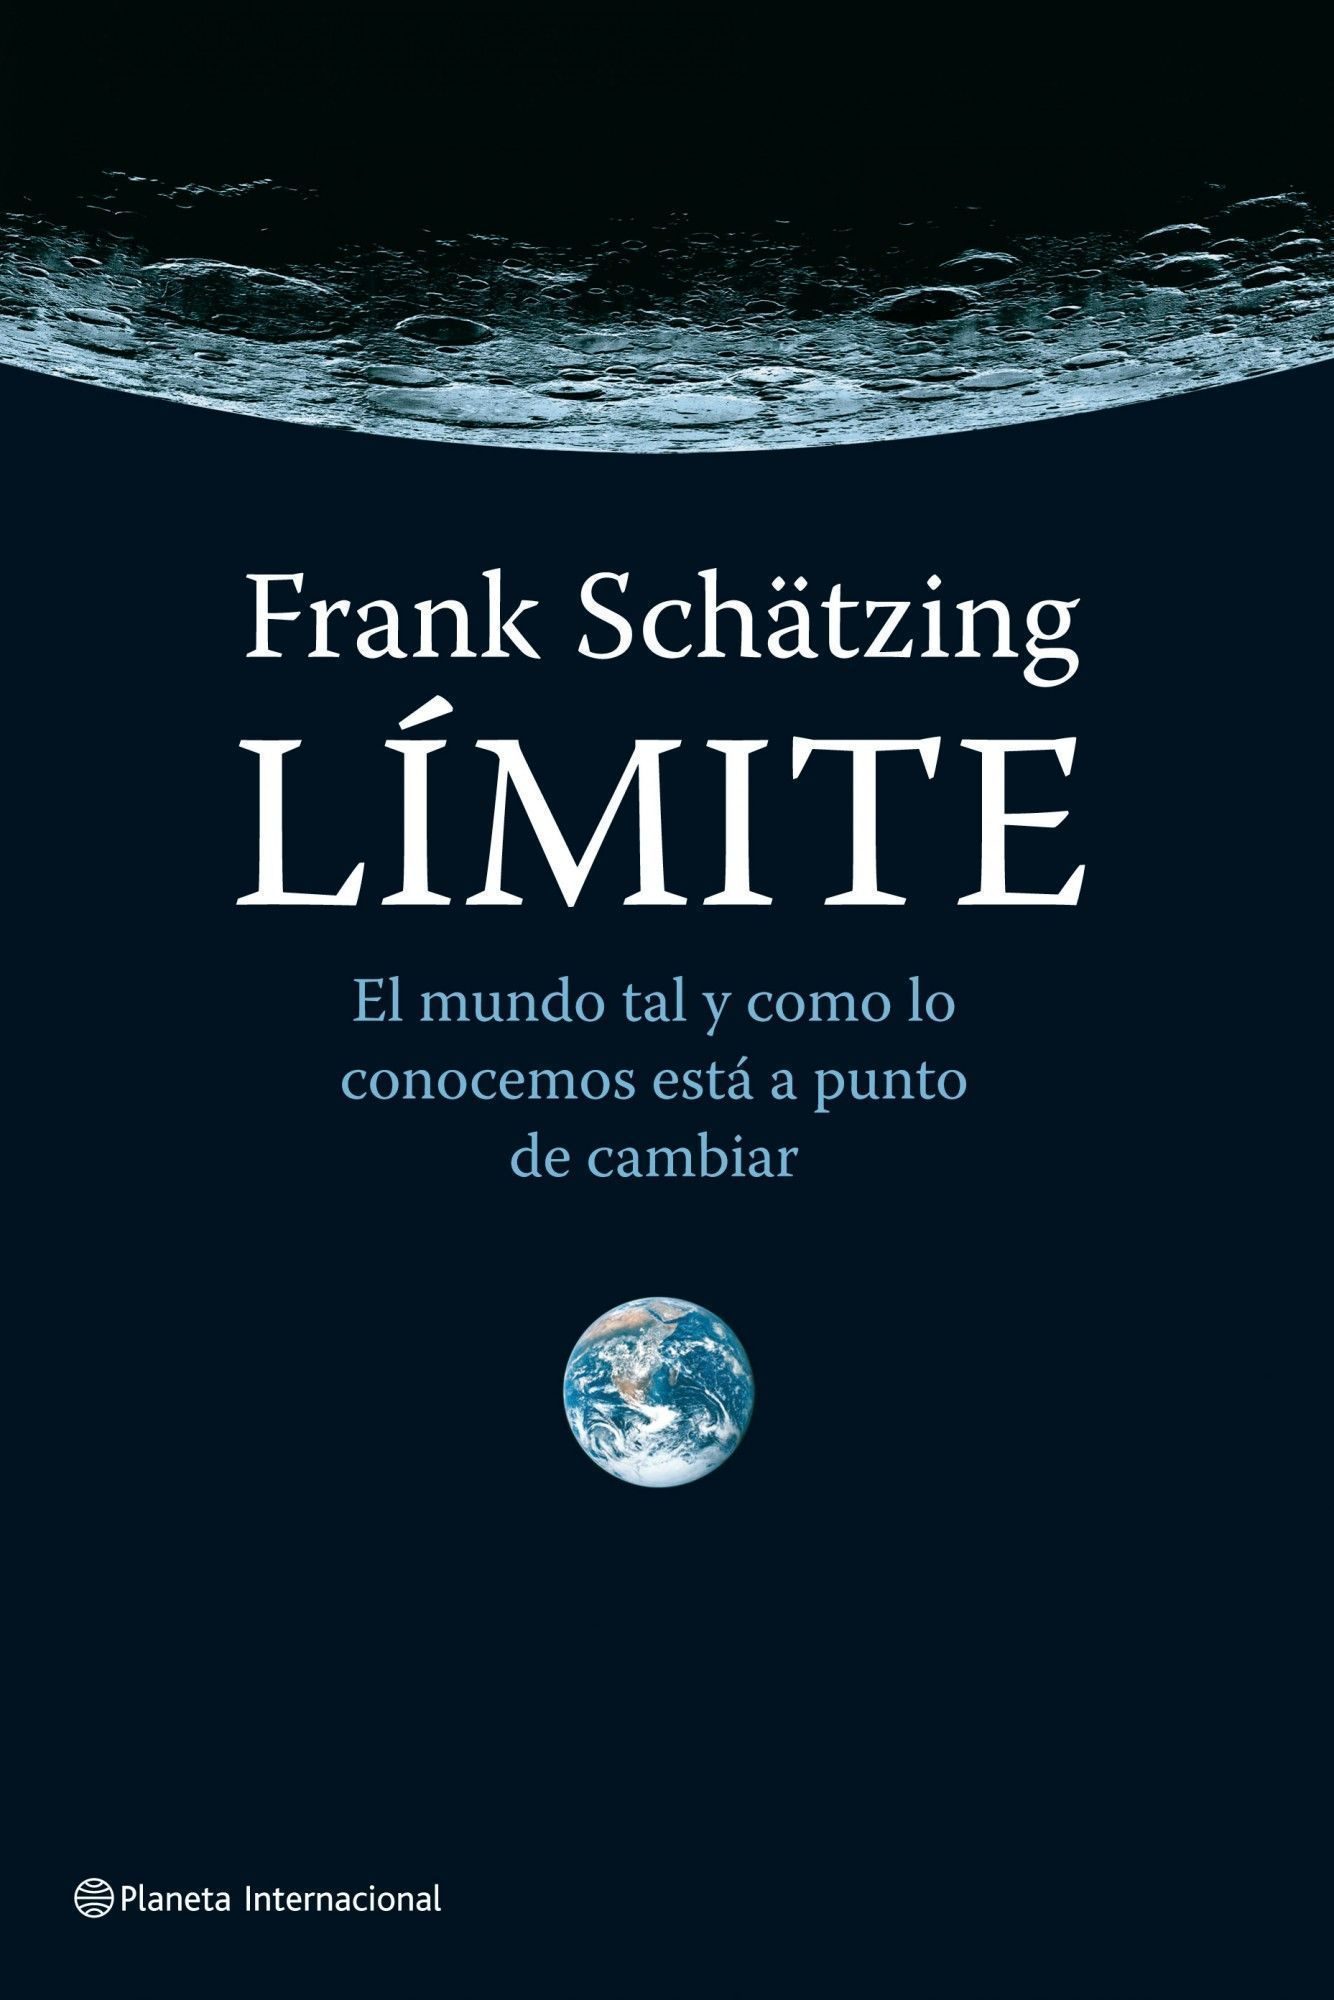 Frank Schätzing
LÍMITE
El mundo tal y como lo
conocemos está a punto
de cambiar
Planeta Internacional